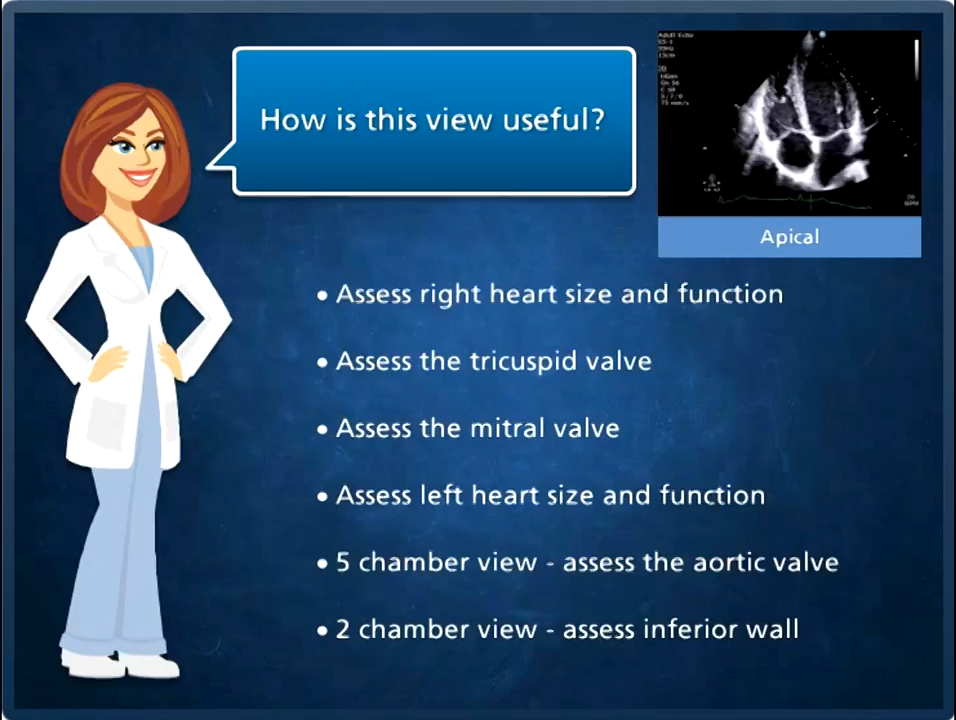 How is this view useful?
Adult Echo
Apical
• Assess right heart size and function
• Assess the tricuspid valve
• Assess the mitral valve
• Assess left heart size and function
• 5 chamber view - assess the aortic valve
• 2 chamber view - assess inferior wall